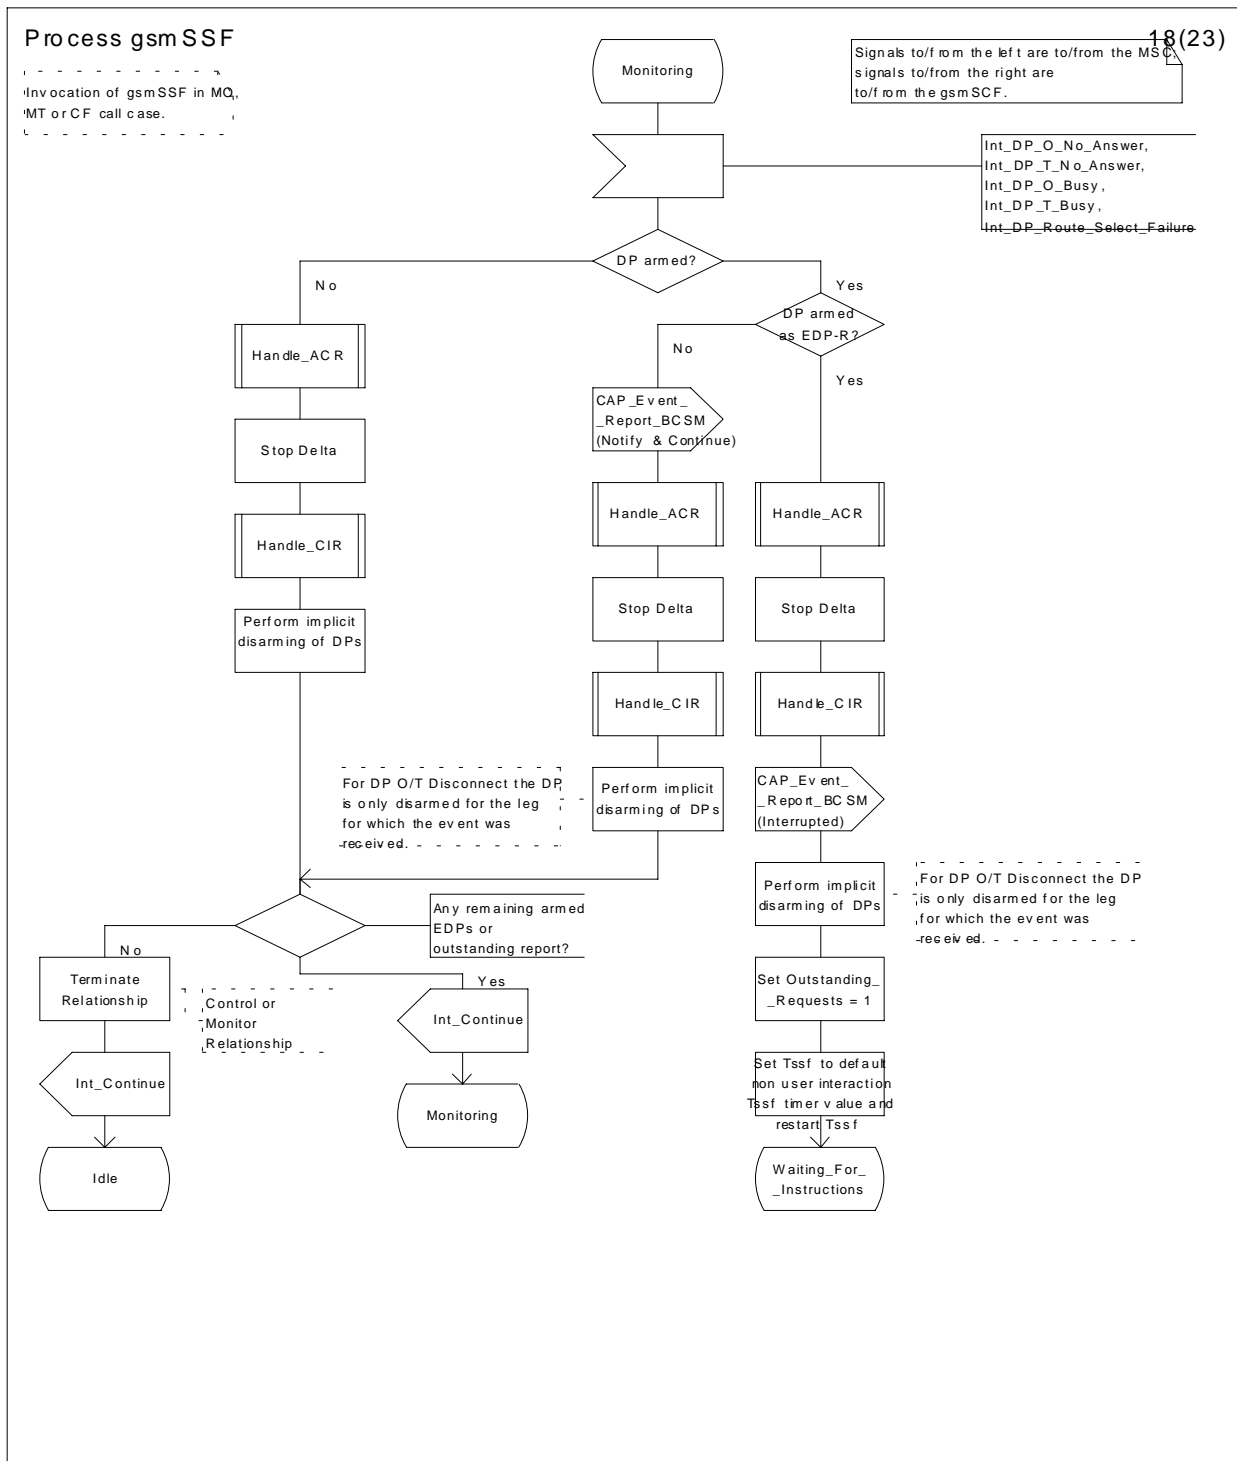 Process gsmSSF
18(23)
Invocation of gsmSSF in MO,
MT or CF call case.
Monitoring
Signals to/from the left are to/from the MSC,
signals to/from the right are
to/from the gsmSCF.
Int_DP_O_No_Answer,
Int_DP_T_No_Answer,
Int_DP_O_Busy,
Int_DP_T_Busy,
Int_DP_Route_Select_Failure
DP armed?
No
Yes
DP armed
as EDP-R?
No
Yes
Handle_ACR
Stop Delta
Handle_CIR
Perform implicit
disarming of DPs
CAP_Event_
_Report_BCSM
(Notify & Continue)
Handle_ACR
Stop Delta
Handle_CIR
Perform implicit
disarming of DPs
For DP O/T Disconnect the DP
is only disarmed for the leg
for which the event was
received.
Handle_ACR
Stop Delta
Handle_CIR
CAP_Event_
_Report_BCSM
(Interrupted)
Perform implicit
disarming of DPs
For DP O/T Disconnect the DP
is only disarmed for the leg
for which the event was
received.
Any remaining armed
EDPs or
outstanding report?
No
Yes
Terminate
Relationship
Control or
Monitor
Relationship
Int_Continue
Idle
Int_Continue
Monitoring
Set Outstanding_
_Requests = 1
Set Tssf to default
non user interaction
Tssf timer value and
restart Tssf
Waiting_For_
_Instructions